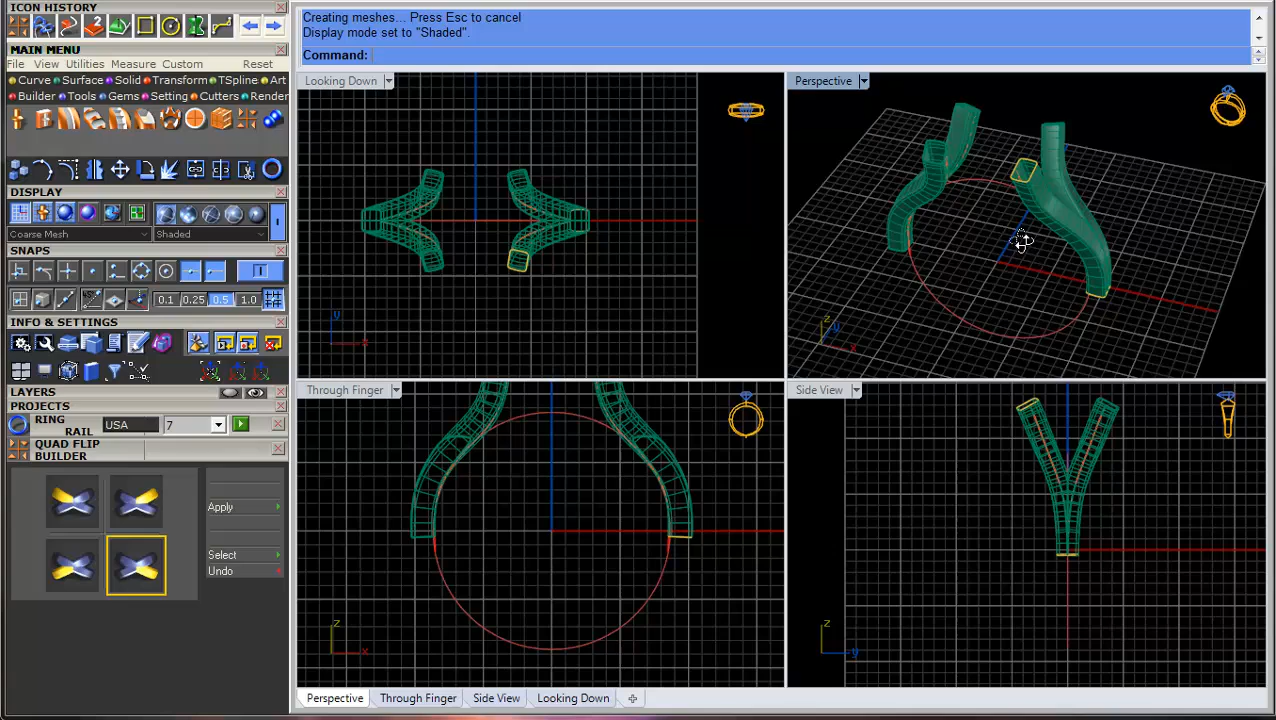 ICON HISTORY
MAIN MENU
File View Utilities Measure Custom Reset
Curve Surface Solid Transform TSpline Art
Builder Tools Gems Setting Cutters Render
DISPLAY
Coarse Mesh Shaded
SNAPS
0.1 0.25 0.5 1.0
INFO & SETTINGS
LAYERS
PROJECTS
RING RAIL USA 7
QUAD FLIP
BUILDER
Apply
Select
Undo
Creating meshes... Press Esc to cancel
Display mode set to "Shaded".
Command:
Looking Down
y
x
Perspective
z
y
x
Through Finger
z
x
Side View
z
y
Perspective Through Finger Side View Looking Down